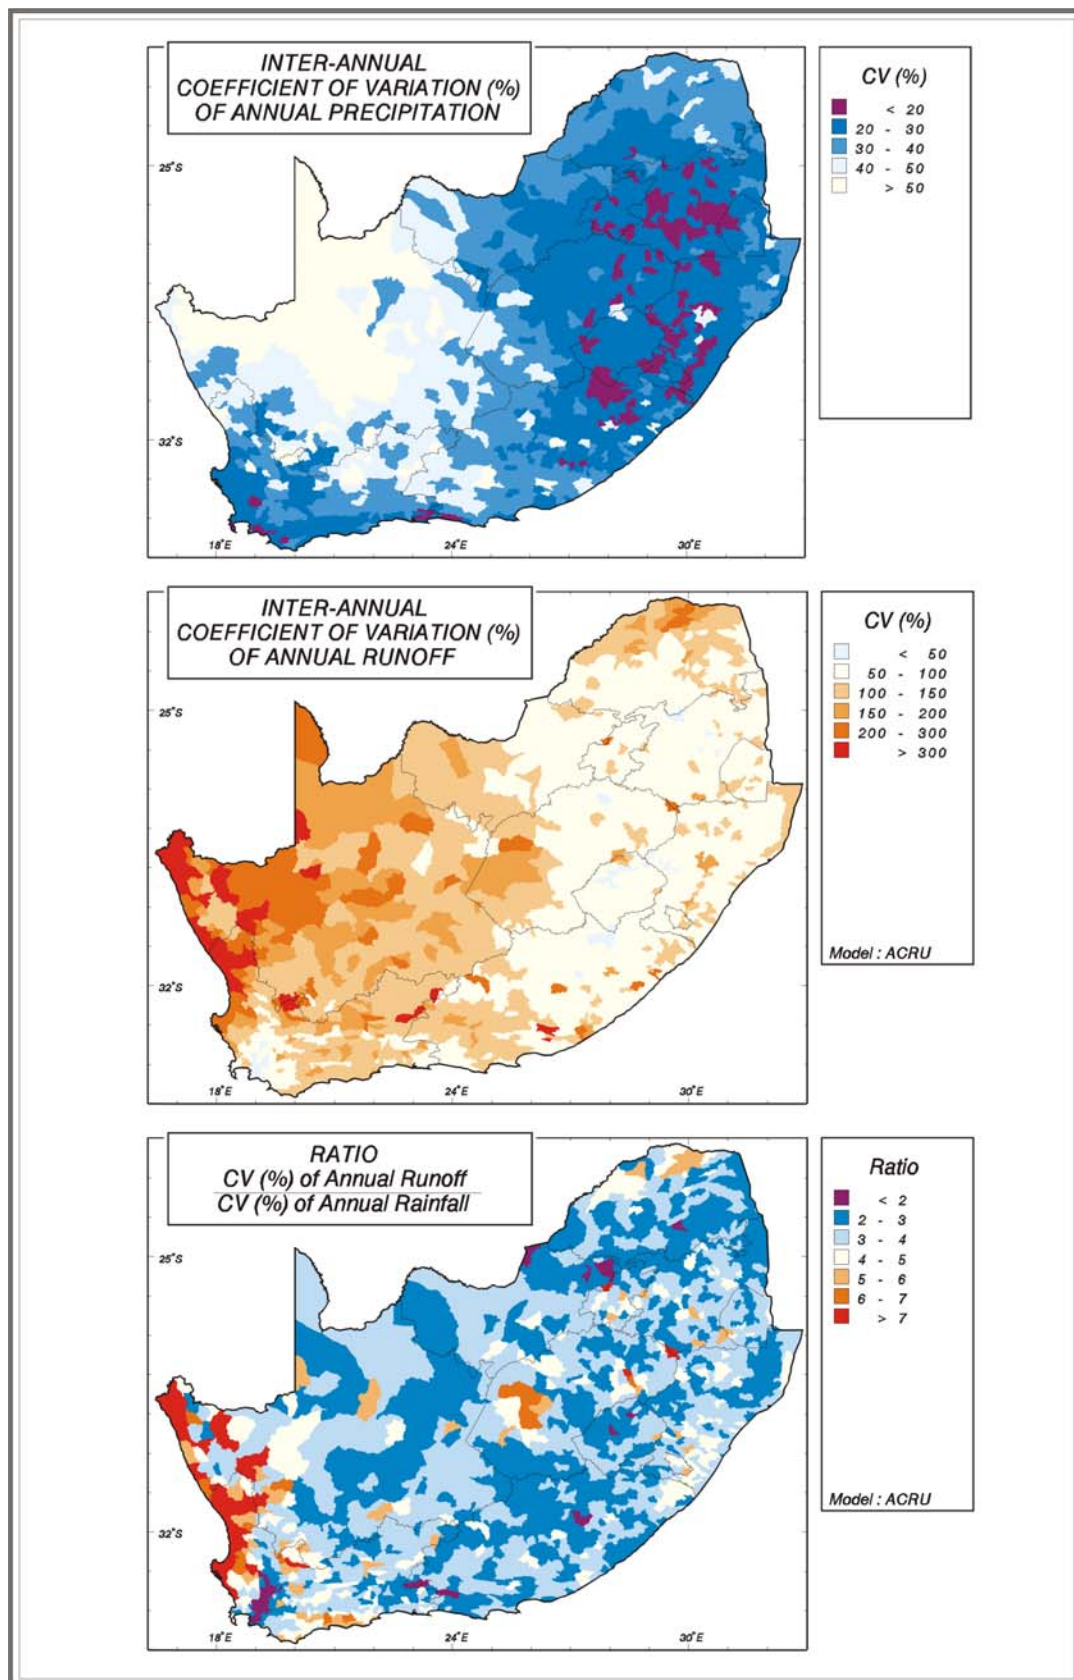 INTER-ANNUAL
COEFFICIENT OF VARIATION (%)
OF ANNUAL PRECIPITATION
CV (%)
< 20
20 - 30
30 - 40
40 - 50
> 50
25°S
32°S
18°E
24°E
30°E
INTER-ANNUAL
COEFFICIENT OF VARIATION (%)
OF ANNUAL RUNOFF
CV (%)
< 50
50 - 100
100 - 150
150 - 200
200 - 300
> 300
Model : ACRU
25°S
32°S
18°E
24°E
30°E
RATIO
CV (%) of Annual Runoff
CV (%) of Annual Rainfall
Ratio
< 2
2 - 3
3 - 4
4 - 5
5 - 6
6 - 7
> 7
Model : ACRU
25°S
32°S
18°E
24°E
30°E